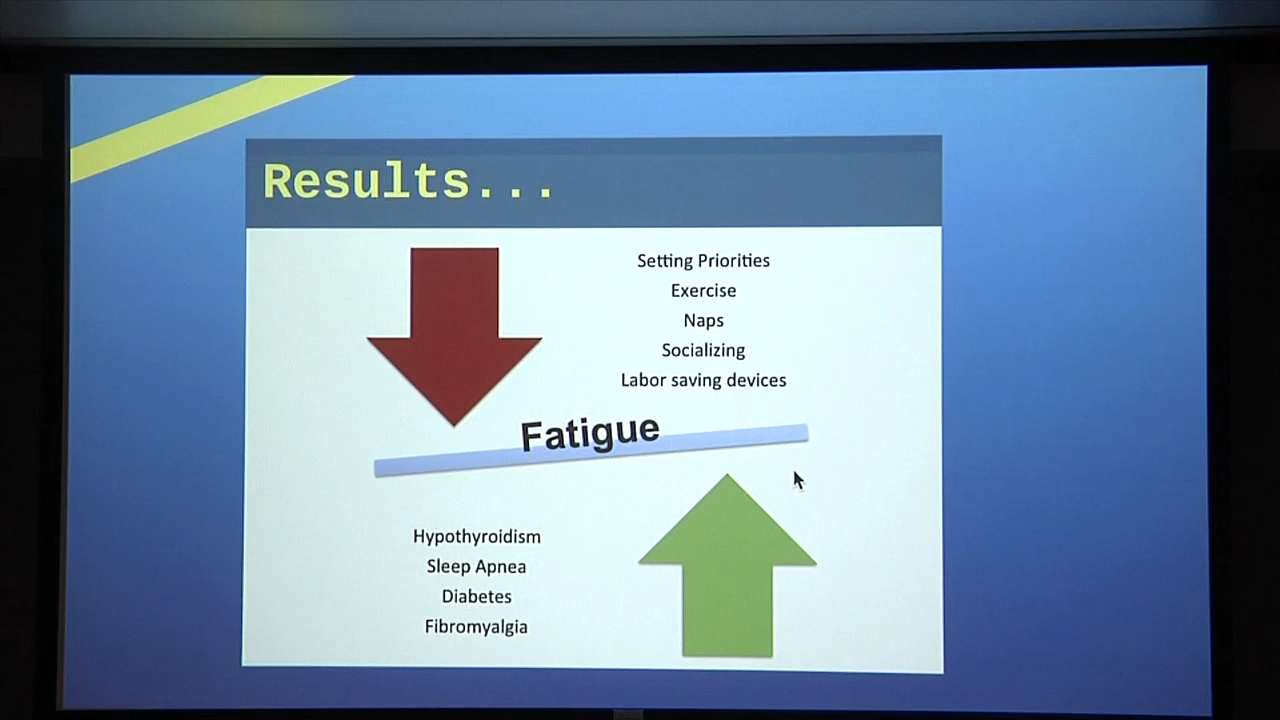 Results...
Setting Priorities
Exercise
Naps
Socializing
Labor saving devices
Fatigue
Hypothyroidism
Sleep Apnea
Diabetes
Fibromyalgia